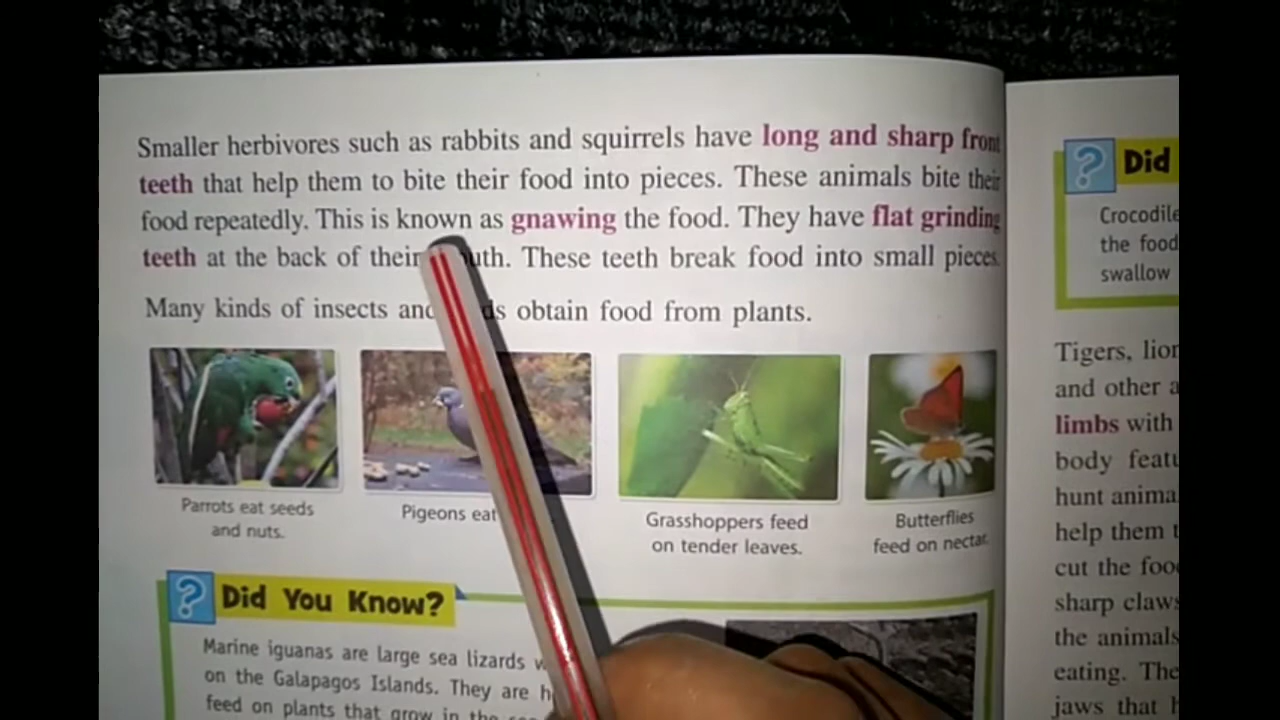 Smaller herbivores such as rabbits and squirrels have long and sharp front
teeth that help them to bite their food into pieces. These animals bite their
food repeatedly. This is known as gnawing the food. They have flat grinding
teeth at the back of their uth. These teeth break food into small pieces.
Many kinds of insects and ds obtain food from plants.
Parrots eat seeds
and nuts.
Pigeons eat
Grasshoppers feed
on tender leaves.
Butterflies
feed on nectar.
? Did You Know?
Marine iguanas are large sea lizards
on the Galapagos Islands. They are
feed on plants that grow in the
? Did
Crocodile
the food
swallow
Tigers, lion
and other a
limbs with
body featu
hunt anima
help them t
cut the foo
sharp claws
the animals
eating. The
jaws that h